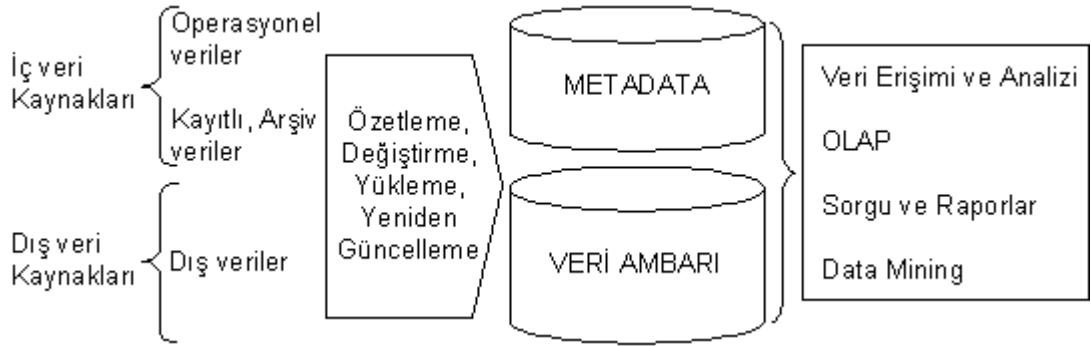 İç veri
Kaynakları
Operasyonel
veriler
Kayıtlı, Arşiv
veriler
Dış veri
Kaynakları
Dış veriler
Özetleme,
Değiştirme,
Yükleme,
Yeniden
Güncelleme
METADATA
VERİ AMBARI
Veri Erişimi ve Analizi
OLAP
Sorgu ve Raporlar
Data Mining